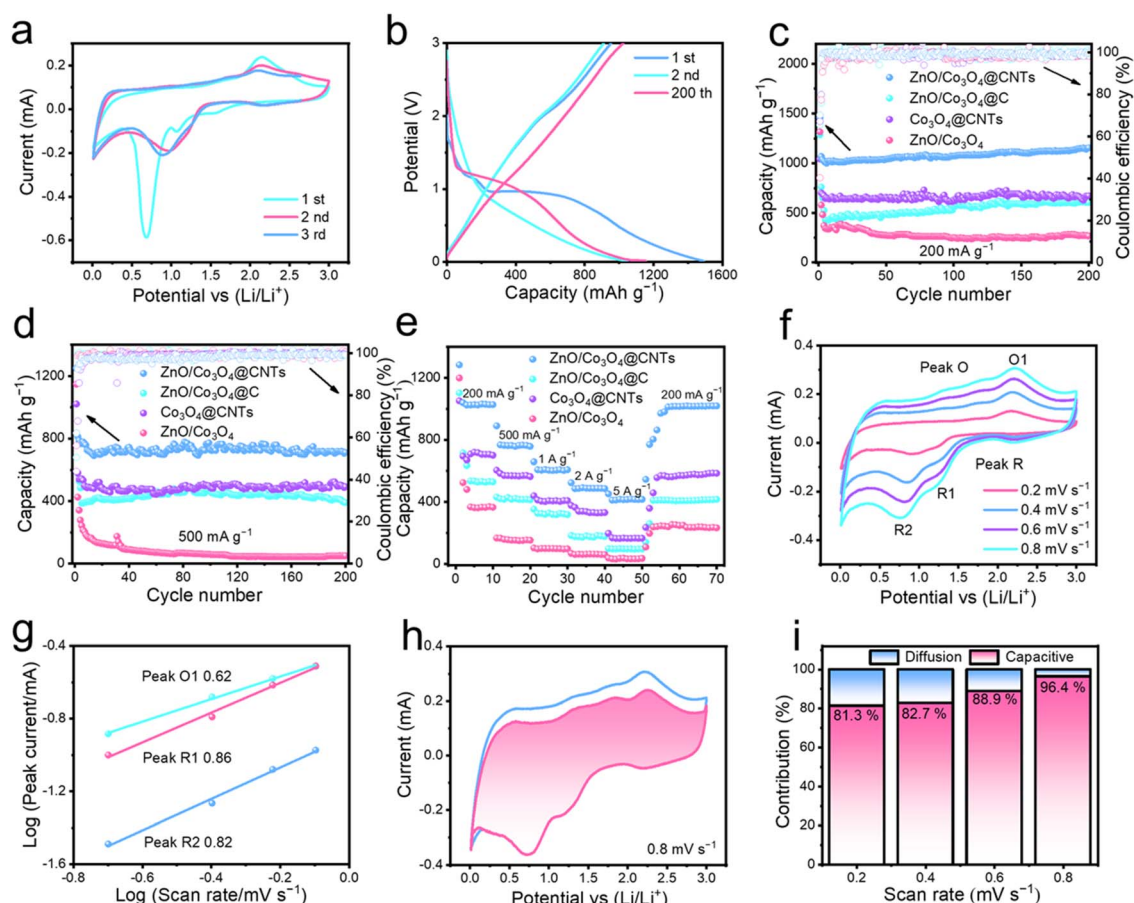 a
0.2
0.0
-0.2
-0.4
-0.6
Current (mA)
1 st
2 nd
3 rd
0.0 0.5 1.0 1.5 2.0 2.5 3.0
Potential vs (Li/Li⁺)
b
3
2
1
0
Potential (V)
1 st
2 nd
200 th
0 400 800 1200 1600
Capacity (mAh g⁻¹)
c
2000
1500
1000
500
0
Capacity (mAh g⁻¹)
ZnO/Co₃O₄@CNTs
ZnO/Co₃O₄@C
Co₃O₄@CNTs
ZnO/Co₃O₄
200 mA g⁻¹
100
80
60
40
20
0
Coulombic efficiency (%)
0 50 100 150 200
Cycle number
d
1200
800
400
0
Capacity (mAh g⁻¹)
ZnO/Co₃O₄@CNTs
ZnO/Co₃O₄@C
Co₃O₄@CNTs
ZnO/Co₃O₄
500 mA g⁻¹
100
80
60
40
20
0
Coulombic efficiency (%)
0 40 80 120 160 200
Cycle number
e
1200
800
400
0
Capacity (mAh g⁻¹)
ZnO/Co₃O₄@CNTs
ZnO/Co₃O₄@C
Co₃O₄@CNTs
ZnO/Co₃O₄
200 mA g⁻¹
500 mA g⁻¹
1 A g⁻¹
2 A g⁻¹
5 A g⁻¹
200 mA g⁻¹
0 10 20 30 40 50 60 70
Cycle number
f
0.4
0.2
0.0
-0.2
-0.4
Current (mA)
Peak O
O1
Peak R
R1
R2
0.2 mV s⁻¹
0.4 mV s⁻¹
0.6 mV s⁻¹
0.8 mV s⁻¹
0.0 0.5 1.0 1.5 2.0 2.5 3.0
Potential vs (Li/Li⁺)
g
-0.4
-0.8
-1.2
-1.6
Log (Peak current/mA)
Peak O1 0.62
Peak R1 0.86
Peak R2 0.82
-0.8 -0.6 -0.4 -0.2 0.0
Log (Scan rate/mV s⁻¹)
h
0.4
0.2
0.0
-0.2
-0.4
Current (mA)
0.8 mV s⁻¹
0.0 0.5 1.0 1.5 2.0 2.5 3.0
Potential vs (Li/Li⁺)
i
100
80
60
40
20
0
Contribution (%)
Diffusion Capacitive
81.3 %
82.7 %
88.9 %
96.4 %
0.2 0.4 0.6 0.8
Scan rate (mV s⁻¹)